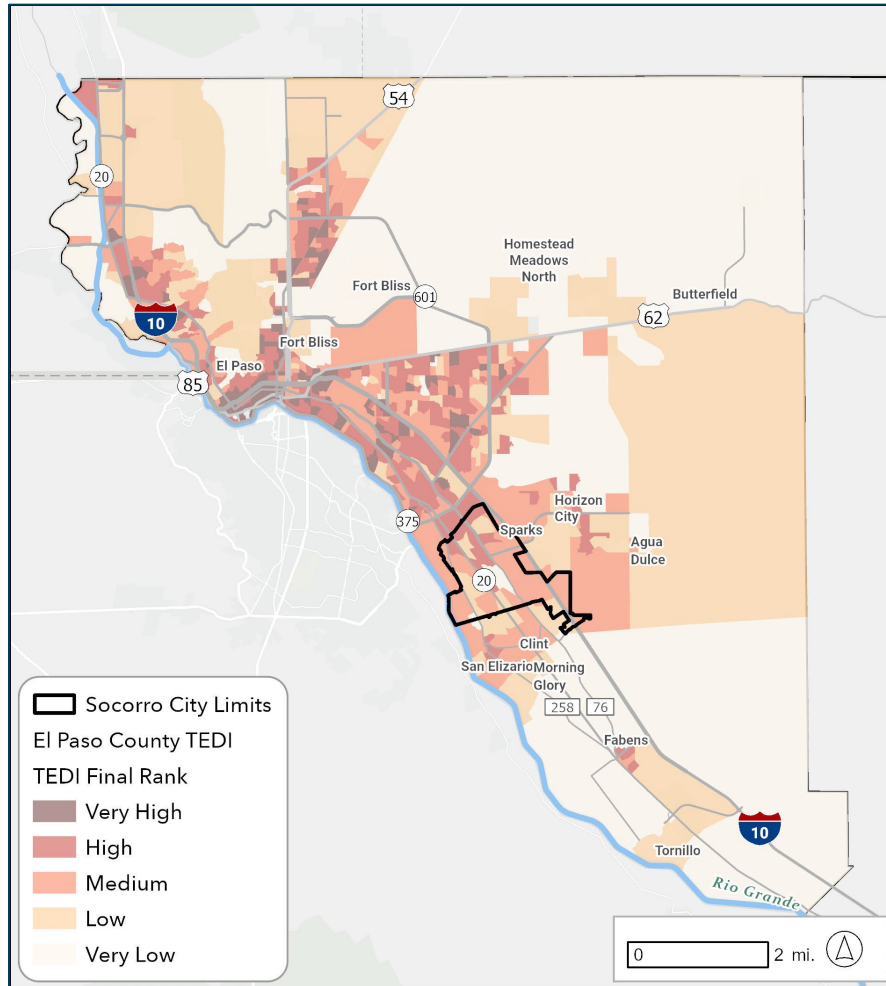 54
20
Homestead
Meadows
North
Fort Bliss
601
Butterfield
62
10
Fort Bliss
El Paso
85
375
Horizon
City
Sparks
Agua
Dulce
20
Clint
San Elizario
Morning
Glory
258
76
Fabens
10
Tornillo
Rio Grande
Socorro City Limits
El Paso County TEDI
TEDI Final Rank
Very High
High
Medium
Low
Very Low
0
2 mi.